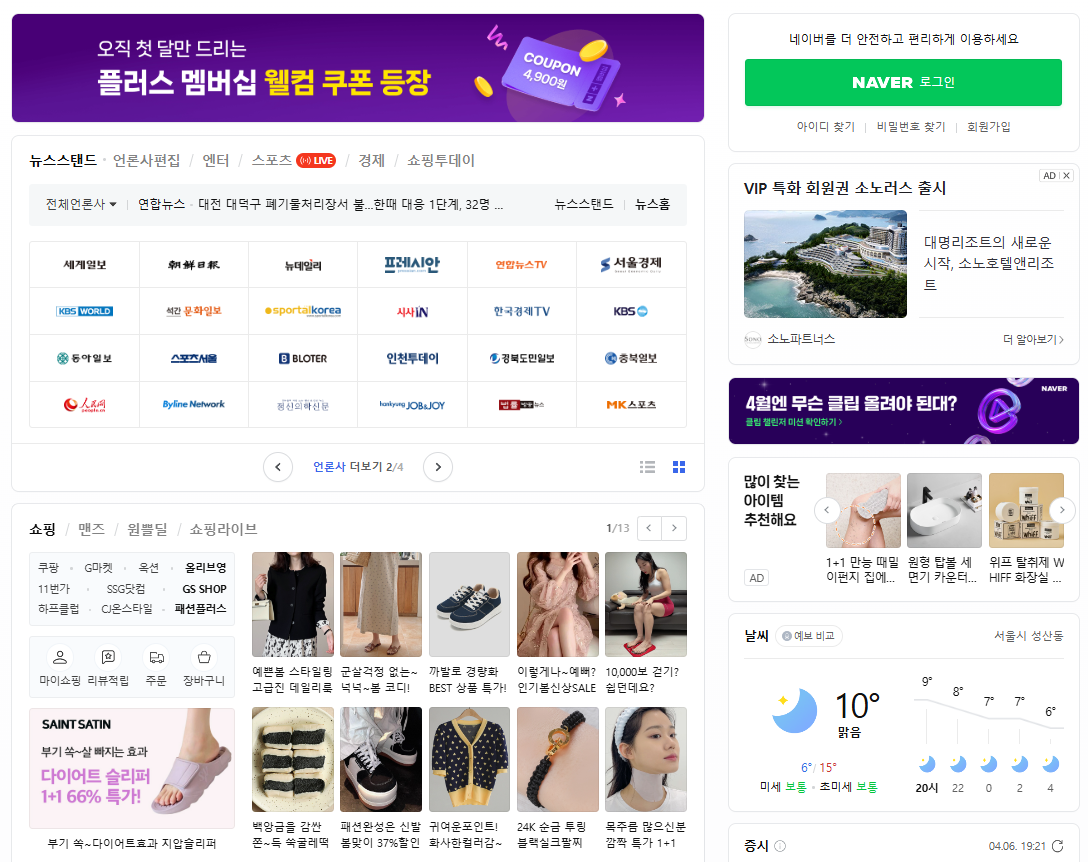 오직 첫 달만 드리는
플러스 멤버십 웰컴 쿠폰 등장
COUPON
4,900원
뉴스스탠드 · 언론사편집 / 엔터 / 스포츠 LIVE / 경제 / 쇼핑투데이
전체언론사 연합뉴스 · 대전 대덕구 폐기물처리장서 불...한때 대응 1단계, 32명 ... 뉴스스탠드 뉴스홈
세계일보 朝鮮日報 뉴데일리 프레시안 연합뉴스TV 서울경제
KBS WORLD 석간 문화일보 sportalkorea 시사iN 한국경제TV KBS
동아일보 스포츠서울 BLOTER 인천투데이 경북도민일보 충북일보
人民网 people.cn Byline Network 정신의학신문 hankyung JOB&JOY 법률 뉴스 MK스포츠
언론사 더보기 2/4
쇼핑 / 맨즈 / 원쁠딜 / 쇼핑라이브 1/13
쿠팡 · G마켓 · 옥션 · 올리브영
11번가 · SSG닷컴 · GS SHOP
하프클럽 · CJ온스타일 · 패션플러스
마이쇼핑 리뷰적립 주문 장바구니
SAINT SATIN
부기 쏙~살 빠지는 효과
다이어트 슬리퍼
1+1 66% 특가!
부기 쏙~다이어트효과 지압슬리퍼
예쁜봄 스타일링
고급진 데일리룩
군살걱정 없는~
넉넉~봄 코디!
까발로 경량화
BEST 상품 특가!
이렇게나~예뻐?
인기봄신상SALE
10,000보 걷기?
쉽던데요?
백앙금을 감싼
쫀~득 쑥굴레떡
패션완성은 신발
봄맞이 37%할인
귀여운포인트!
화사한컬러감~
24K 순금 투링
블랙실크팔찌
목주름 많으신분
깜짝 특가 1+1
네이버를 더 안전하고 편리하게 이용하세요
NAVER 로그인
아이디 찾기 비밀번호 찾기 회원가입
AD X
VIP 특화 회원권 소노러스 출시
대명리조트의 새로운
시작, 소노호텔앤리조
트
SONO 소노파트너스 더 알아보기
NAVER
4월엔 무슨 클립 올려야 된대?
클립 챌린저 미션 확인하기
많이 찾는
아이템
추천해요
AD
1+1 만능 때밀
이펀지 집에...
원형 탑볼 세
면기 카운터...
위프 탈취제 W
HIFF 화장실 ...
날씨 예보 비교 서울시 성산동
10°
맑음
6° / 15°
미세 보통 · 초미세 보통
9° 8° 7° 7° 6°
20시 22 0 2 4
증시 04.06. 19:21